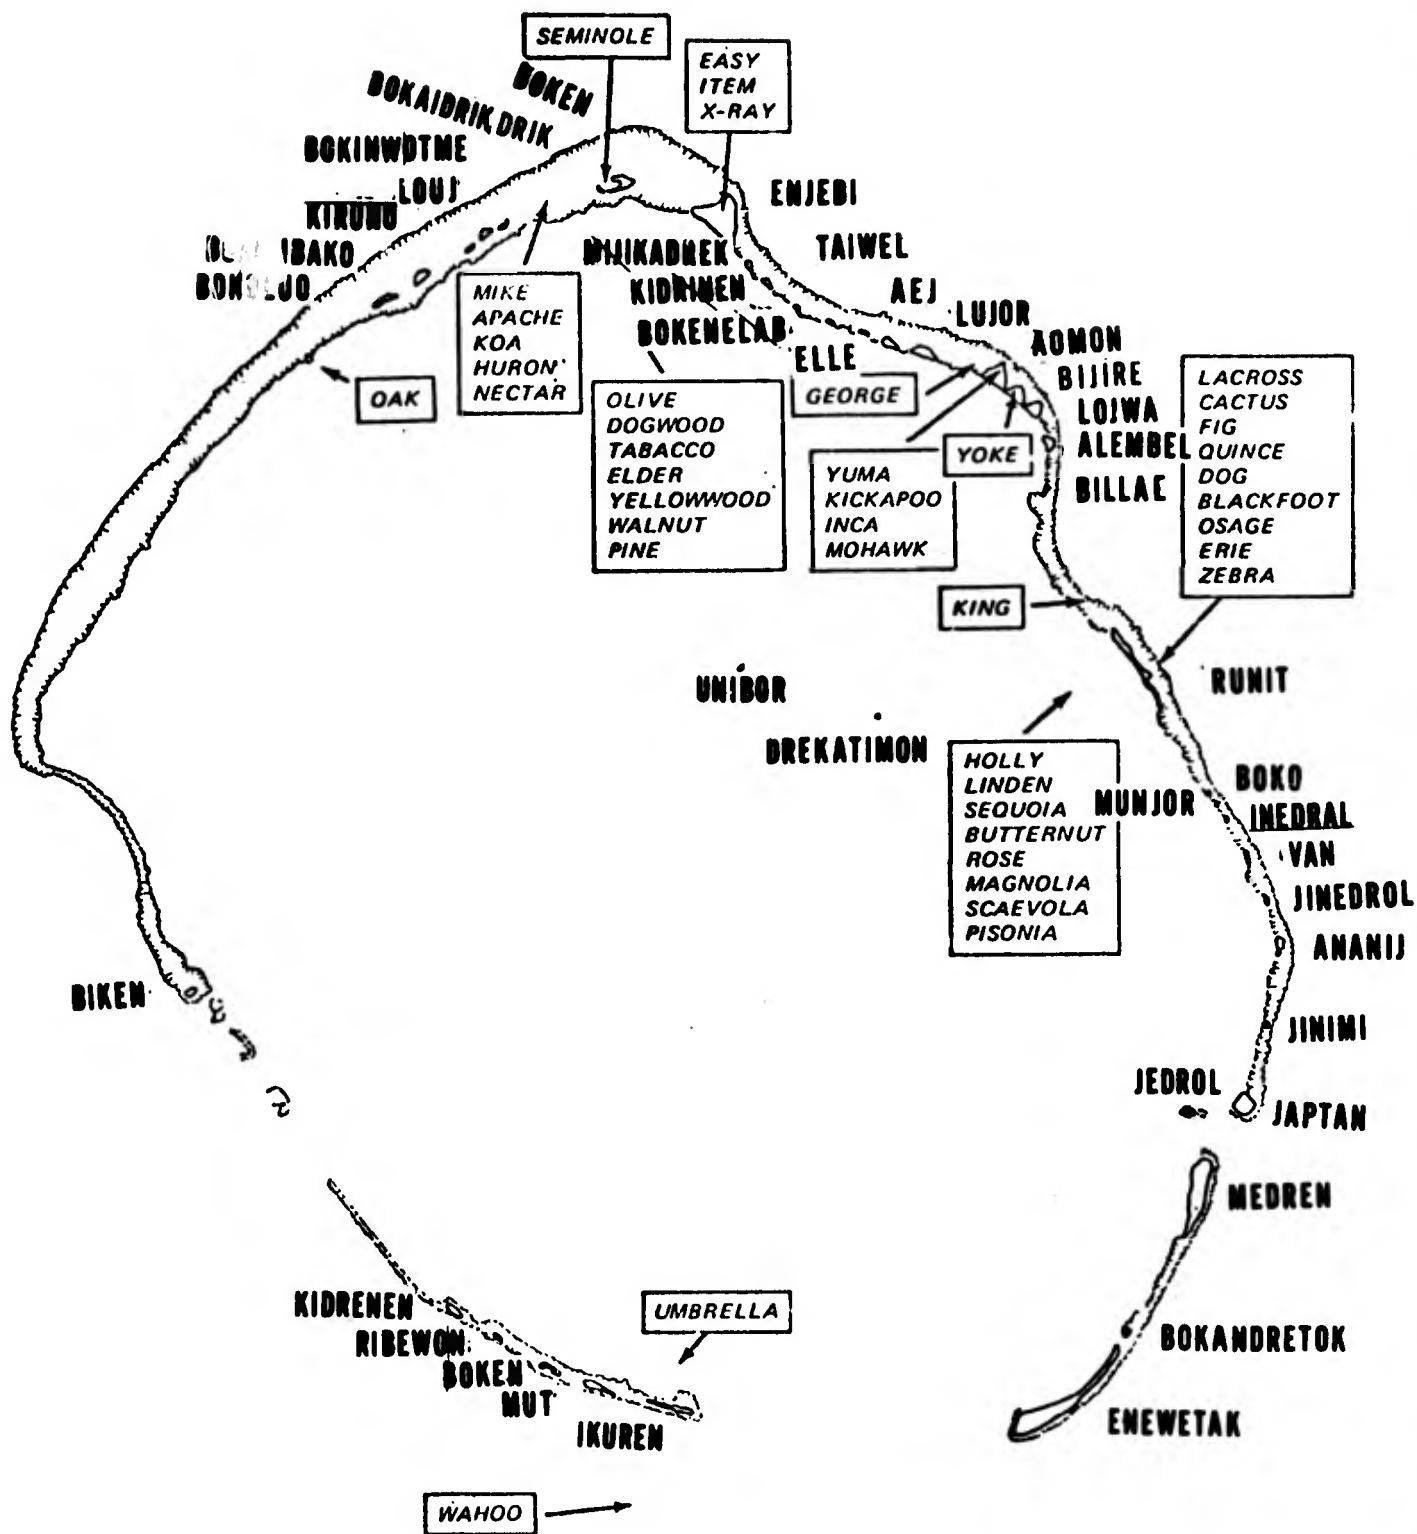 SEMINOLE
EASY
ITEM
X-RAY
BOKEN
BOKAIDRIKDRIK
BOKINWOTME
LOUJ
KIRUNU
ENJEBI
TAIWEL
AEJ
LUJOR
AOMON
BIJIRE
LOJWA
ALEMBEL
BILLAE
MIJIKADREK
KIDRINEN
BOKENELAB
ELLE
MIKE
APACHE
KOA
HURON
NECTAR
OAK
GEORGE
YOKE
OLIVE
DOGWOOD
TABACCO
ELDER
YELLOWWOOD
WALNUT
PINE
YUMA
KICKAPOO
INCA
MOHAWK
LACROSS
CACTUS
FIG
QUINCE
DOG
BLACKFOOT
OSAGE
ERIE
ZEBRA
KING
RUNIT
UNIBOR
DREKATIMON
HOLLY
LINDEN
SEQUOIA
BUTTERNUT
ROSE
MAGNOLIA
SCAEVOLA
PISONIA
MUNJOR
BOKO
INEDRAL
VAN
JINEDROL
ANANIJ
JINIMI
JEDROL
JAPTAN
MEDREN
BOKANDRETOK
ENEWETAK
BIKEN
KIDRENEN
RIBEWON
BOKEN
MUT
IKUREN
UMBRELLA
WAHOO